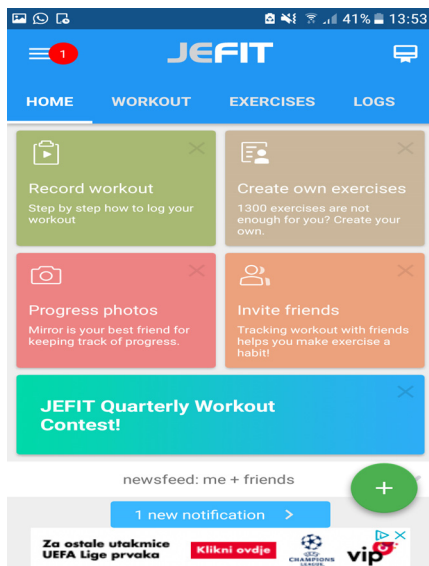 41% 13:53
1
JEFIT
HOME WORKOUT EXERCISES LOGS
Record workout
Step by step how to log your
workout
Create own exercises
1300 exercises are not
enough for you? Create your
own.
Progress photos
Mirror is your best friend for
keeping track of progress.
Invite friends
Tracking workout with friends
helps you make exercise a
habit!
JEFIT Quarterly Workout
Contest!
newsfeed: me + friends
1 new notification >
Za ostale utakmice
UEFA Lige prvaka
Klikni ovdje
CHAMPIONS
LEAGUE.
vip